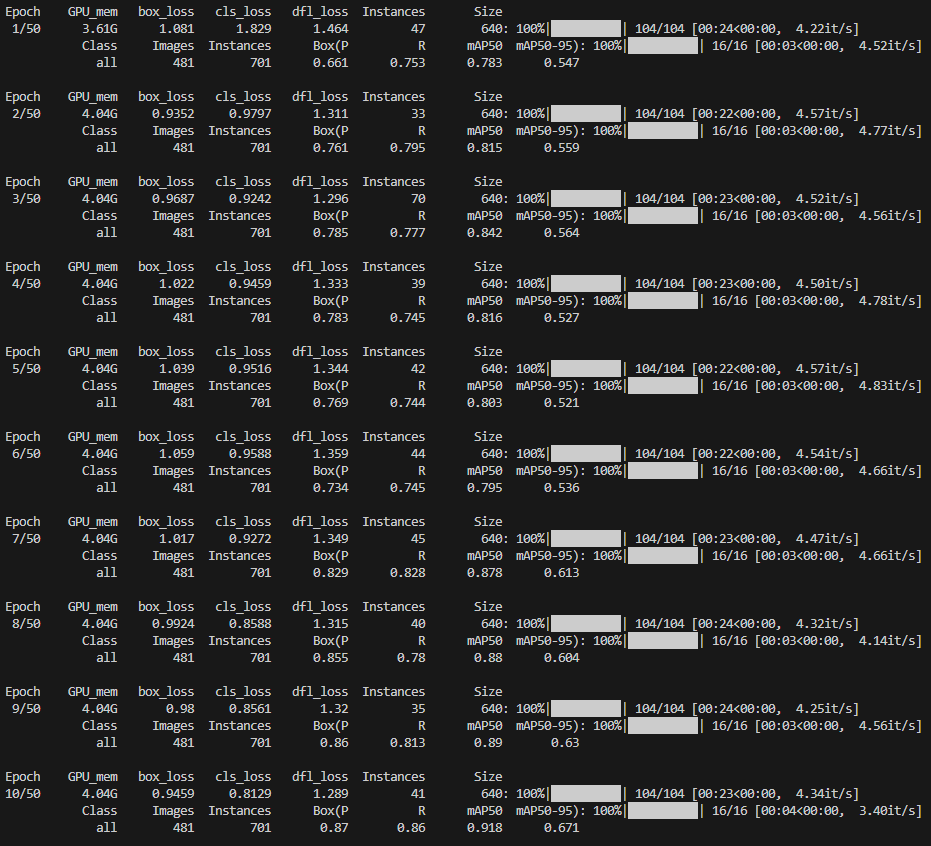 Epoch GPU_mem box_loss cls_loss dfl_loss Instances Size
1/50 3.61G 1.081 1.829 1.464 47 640: 100%|██████████| 104/104 [00:24<00:00, 4.22it/s]
Class Images Instances Box(P R mAP50 mAP50-95): 100%|██████████| 16/16 [00:03<00:00, 4.52it/s]
all 481 701 0.661 0.753 0.783 0.547
Epoch GPU_mem box_loss cls_loss dfl_loss Instances Size
2/50 4.04G 0.9352 0.9797 1.311 33 640: 100%|██████████| 104/104 [00:22<00:00, 4.57it/s]
Class Images Instances Box(P R mAP50 mAP50-95): 100%|██████████| 16/16 [00:03<00:00, 4.77it/s]
all 481 701 0.761 0.795 0.815 0.559
Epoch GPU_mem box_loss cls_loss dfl_loss Instances Size
3/50 4.04G 0.9687 0.9242 1.296 70 640: 100%|██████████| 104/104 [00:23<00:00, 4.52it/s]
Class Images Instances Box(P R mAP50 mAP50-95): 100%|██████████| 16/16 [00:03<00:00, 4.56it/s]
all 481 701 0.785 0.777 0.842 0.564
Epoch GPU_mem box_loss cls_loss dfl_loss Instances Size
4/50 4.04G 1.022 0.9459 1.333 39 640: 100%|██████████| 104/104 [00:23<00:00, 4.50it/s]
Class Images Instances Box(P R mAP50 mAP50-95): 100%|██████████| 16/16 [00:03<00:00, 4.78it/s]
all 481 701 0.783 0.745 0.816 0.527
Epoch GPU_mem box_loss cls_loss dfl_loss Instances Size
5/50 4.04G 1.039 0.9516 1.344 42 640: 100%|██████████| 104/104 [00:22<00:00, 4.57it/s]
Class Images Instances Box(P R mAP50 mAP50-95): 100%|██████████| 16/16 [00:03<00:00, 4.83it/s]
all 481 701 0.769 0.744 0.803 0.521
Epoch GPU_mem box_loss cls_loss dfl_loss Instances Size
6/50 4.04G 1.059 0.9588 1.359 44 640: 100%|██████████| 104/104 [00:22<00:00, 4.54it/s]
Class Images Instances Box(P R mAP50 mAP50-95): 100%|██████████| 16/16 [00:03<00:00, 4.66it/s]
all 481 701 0.734 0.745 0.795 0.536
Epoch GPU_mem box_loss cls_loss dfl_loss Instances Size
7/50 4.04G 1.017 0.9272 1.349 45 640: 100%|██████████| 104/104 [00:23<00:00, 4.47it/s]
Class Images Instances Box(P R mAP50 mAP50-95): 100%|██████████| 16/16 [00:03<00:00, 4.66it/s]
all 481 701 0.829 0.828 0.878 0.613
Epoch GPU_mem box_loss cls_loss dfl_loss Instances Size
8/50 4.04G 0.9924 0.8588 1.315 40 640: 100%|██████████| 104/104 [00:24<00:00, 4.32it/s]
Class Images Instances Box(P R mAP50 mAP50-95): 100%|██████████| 16/16 [00:03<00:00, 4.14it/s]
all 481 701 0.855 0.78 0.88 0.604
Epoch GPU_mem box_loss cls_loss dfl_loss Instances Size
9/50 4.04G 0.98 0.8561 1.32 35 640: 100%|██████████| 104/104 [00:24<00:00, 4.25it/s]
Class Images Instances Box(P R mAP50 mAP50-95): 100%|██████████| 16/16 [00:03<00:00, 4.56it/s]
all 481 701 0.86 0.813 0.89 0.63
Epoch GPU_mem box_loss cls_loss dfl_loss Instances Size
10/50 4.04G 0.9459 0.8129 1.289 41 640: 100%|██████████| 104/104 [00:23<00:00, 4.34it/s]
Class Images Instances Box(P R mAP50 mAP50-95): 100%|██████████| 16/16 [00:04<00:00, 3.40it/s]
all 481 701 0.87 0.86 0.918 0.671